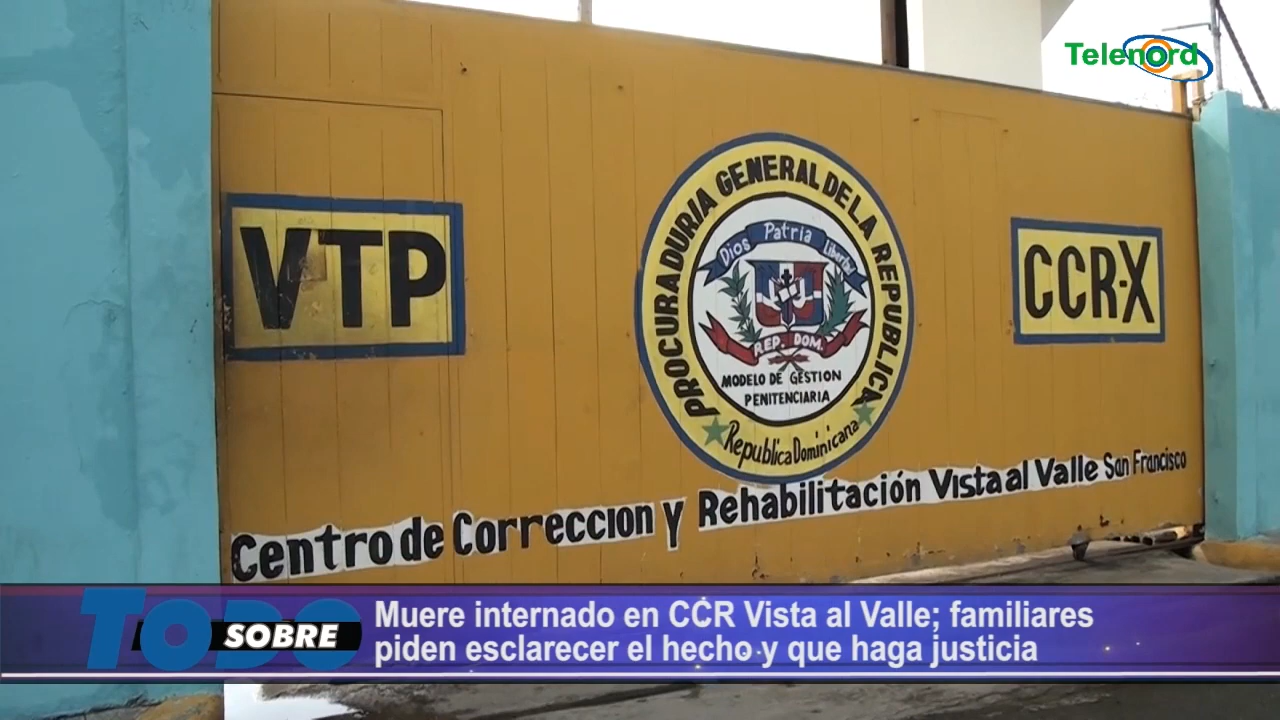 Telenord
VTP
PROCURADURIA GENERAL DE LA REPUBLICA
Dios Patria Libertad
REP. DOM.
MODELO DE GESTION
PENITENCIARIA
Republica Dominicana
CCR-X
Centro de Correccion y Rehabilitación Vista al Valle San Francisco
TODO SOBRE
Muere internado en CCR Vista al Valle; familiares
piden esclarecer el hecho y que haga justicia